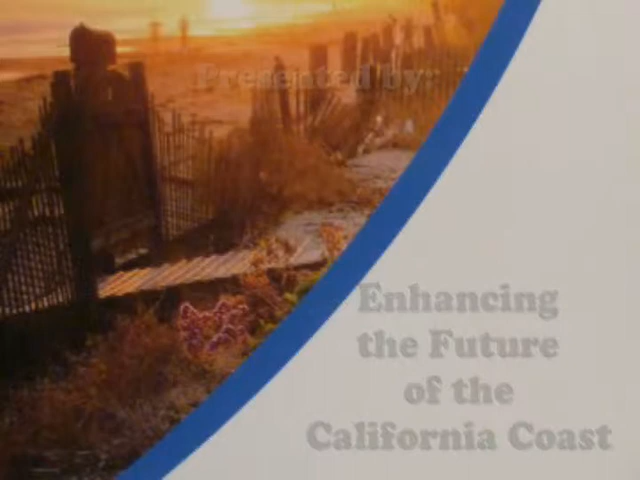 Presented by:
Enhancing
the Future
of the
California Coast